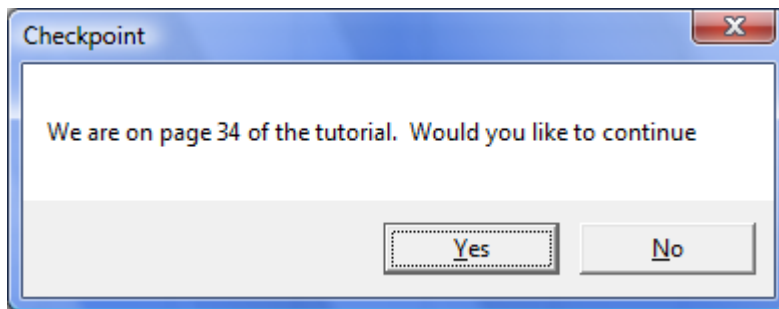 Checkpoint
We are on page 34 of the tutorial.  Would you like to continue
Yes
No